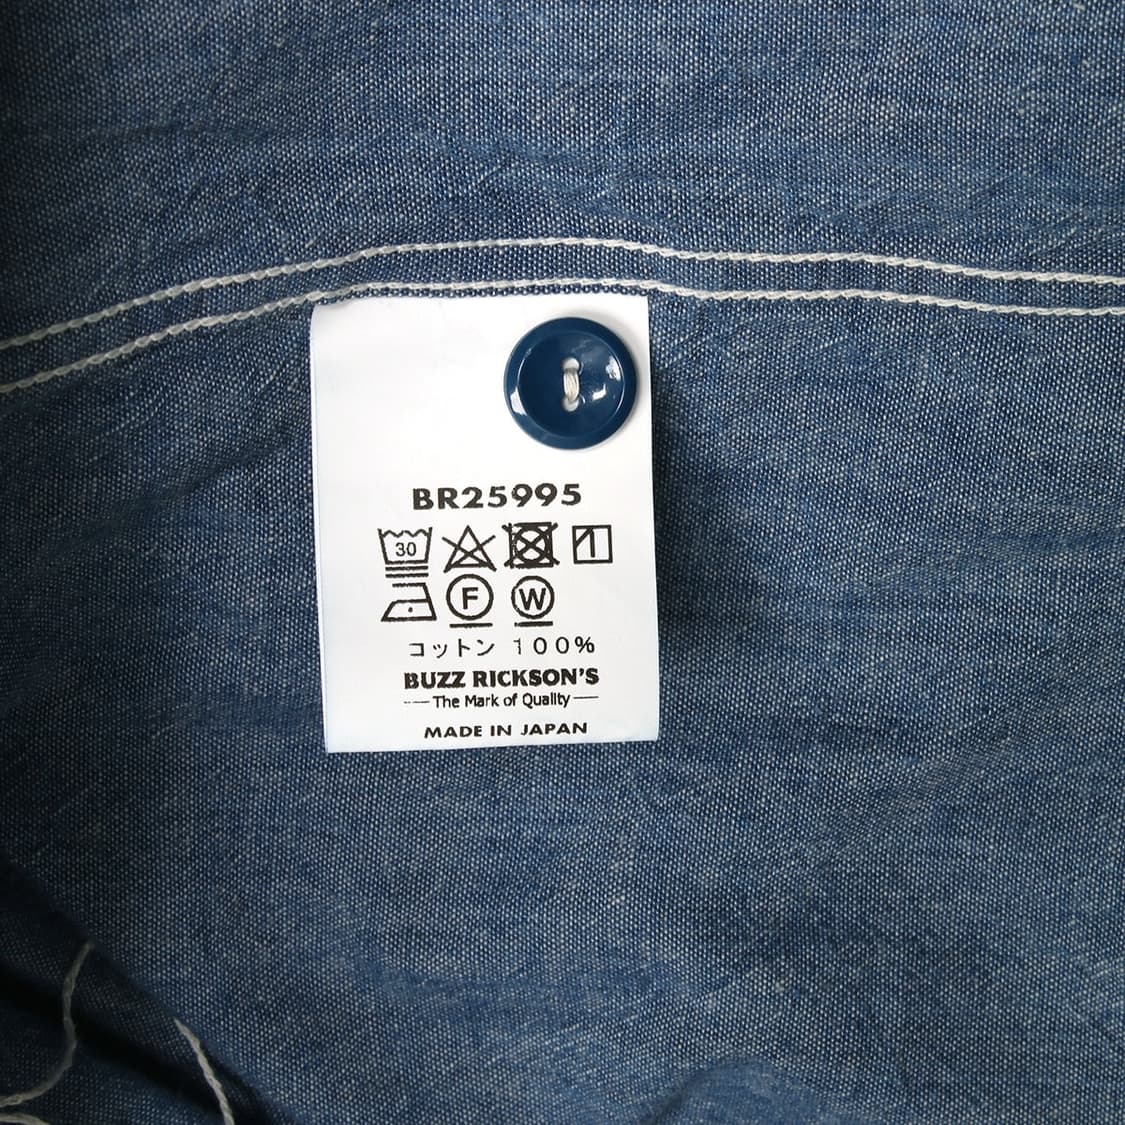 BR25995
30
F W
コットン 100%
BUZZ RICKSON'S
The Mark of Quality
MADE IN JAPAN